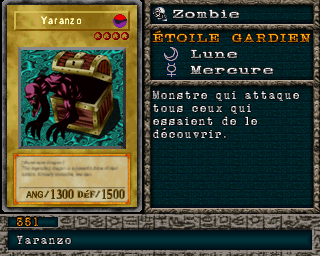 Yaranzo
ANG/1300 DÉF/1500
Zombie
ÉTOILE GARDIEN
Lune
Mercure
Monstre qui attaque
tous ceux qui
essaient de le
découvrir.
351
Yaranzo